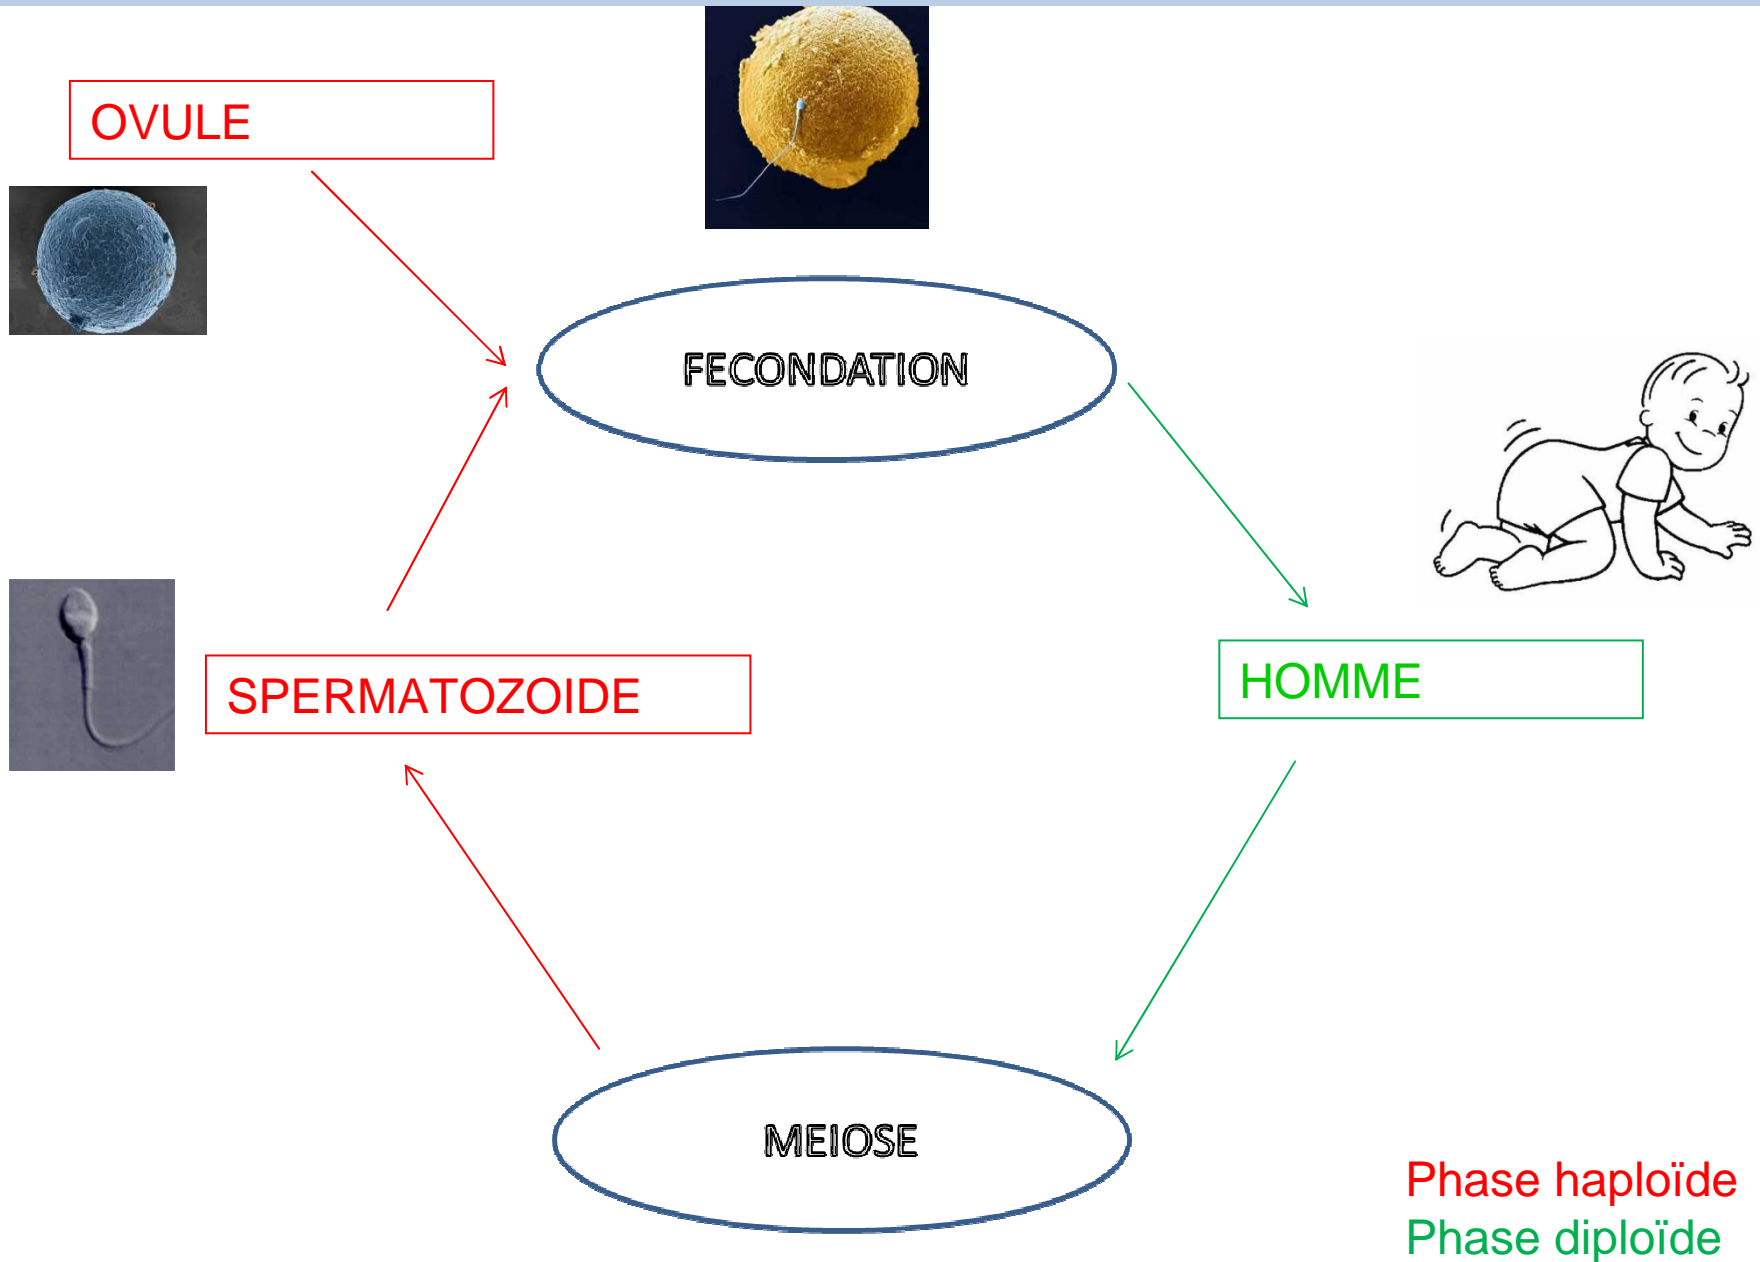 OVULE
FECONDATION
SPERMATOZOIDE
HOMME
MEIOSE
Phase haploïde
Phase diploïde